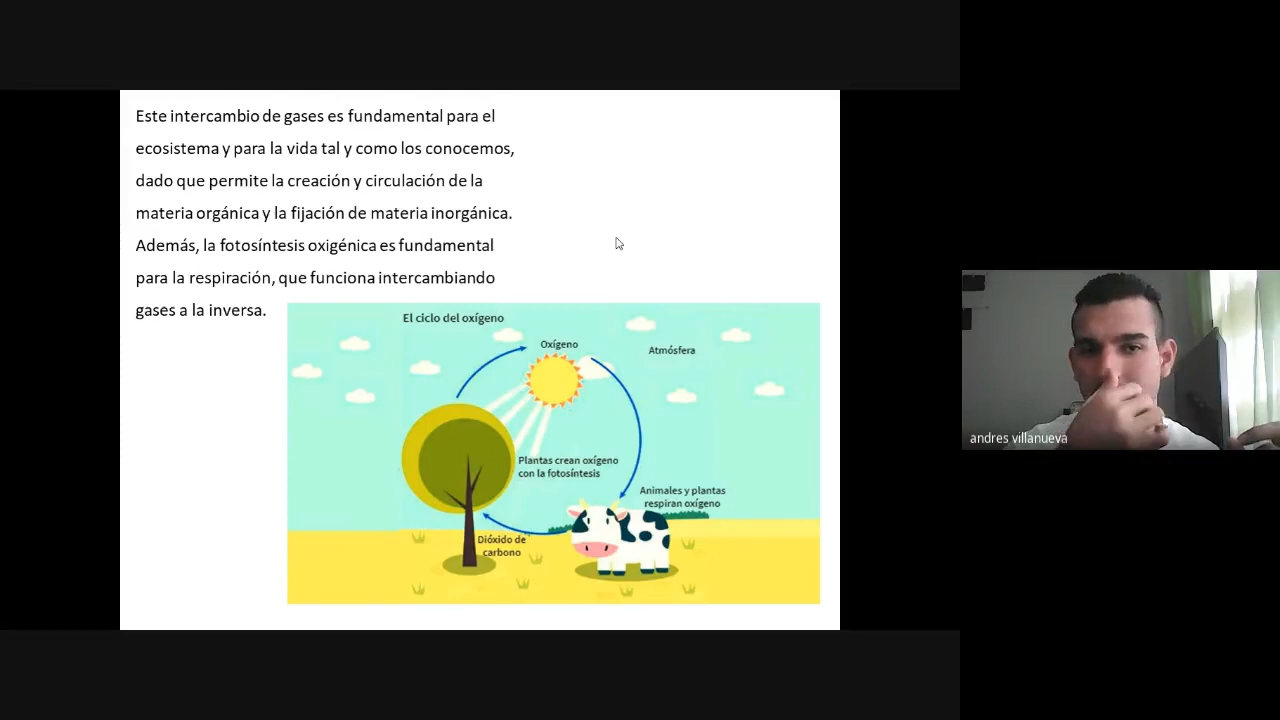 Este intercambio de gases es fundamental para el
ecosistema y para la vida tal y como los conocemos,
dado que permite la creación y circulación de la
materia orgánica y la fijación de materia inorgánica.
Además, la fotosíntesis oxigénica es fundamental
para la respiración, que funciona intercambiando
gases a la inversa.
El ciclo del oxígeno
Oxígeno
Atmósfera
Plantas crean oxígeno
con la fotosíntesis
Animales y plantas
respiran oxígeno
Dióxido de
carbono
andres villanueva